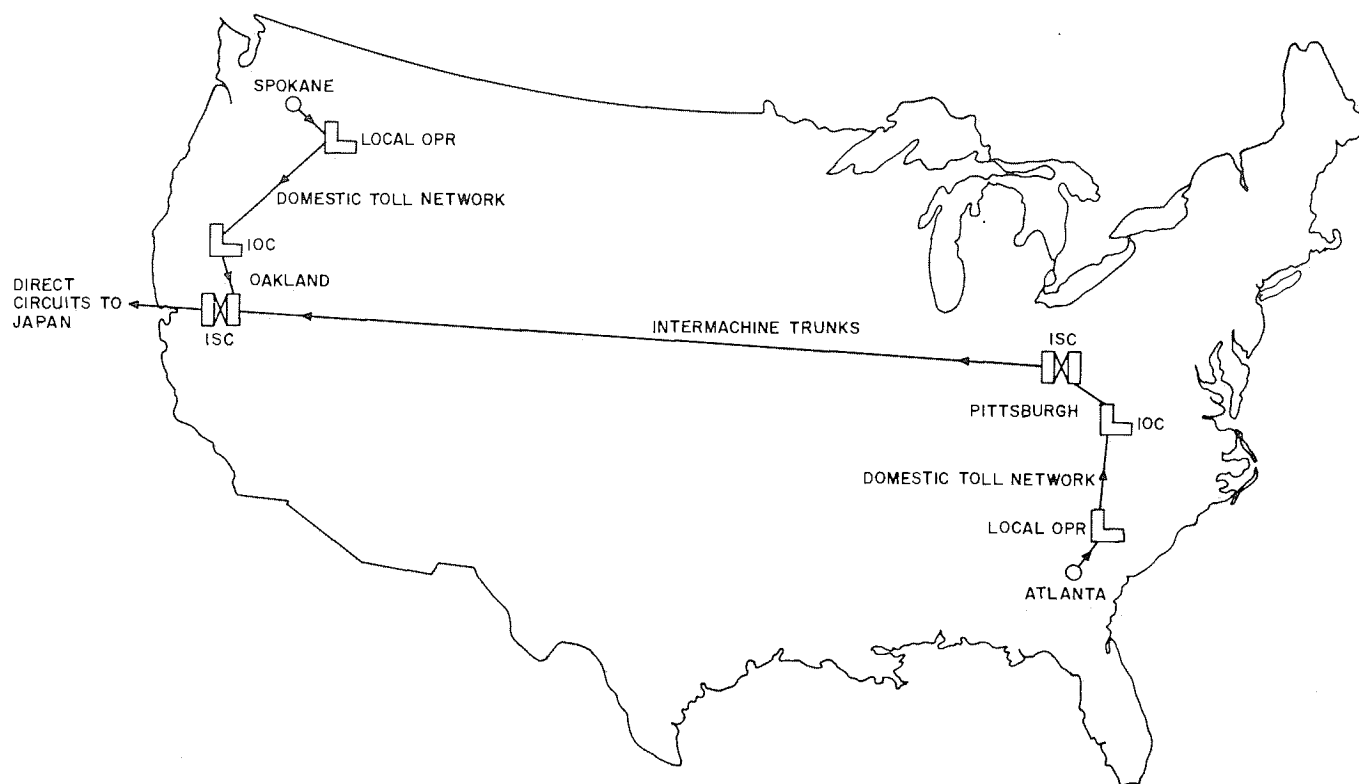 SPOKANE
LOCAL OPR
DOMESTIC TOLL NETWORK
IOC
OAKLAND
DIRECT
CIRCUITS TO
JAPAN
ISC
INTERMACHINE TRUNKS
ISC
PITTSBURGH
IOC
DOMESTIC TOLL NETWORK
LOCAL OPR
ATLANTA